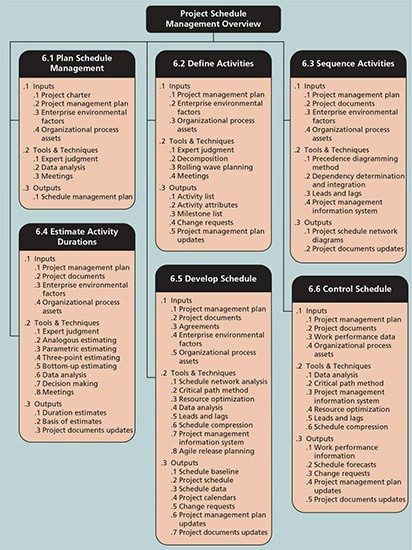 Project Schedule
Management Overview
6.1 Plan Schedule
Management
.1 Inputs
.1 Project charter
.2 Project management plan
.3 Enterprise environmental
factors
.4 Organizational process
assets
.2 Tools & Techniques
.1 Expert judgment
.2 Data analysis
.3 Meetings
.3 Outputs
.1 Schedule management plan
6.2 Define Activities
.1 Inputs
.1 Project management plan
.2 Enterprise environmental
factors
.3 Organizational process
assets
.2 Tools & Techniques
.1 Expert judgment
.2 Decomposition
.3 Rolling wave planning
.4 Meetings
.3 Outputs
.1 Activity list
.2 Activity attributes
.3 Milestone list
.4 Change requests
.5 Project management plan
updates
6.3 Sequence Activities
.1 Inputs
.1 Project management plan
.2 Project documents
.3 Enterprise environmental
factors
.4 Organizational process
assets
.2 Tools & Techniques
.1 Precedence diagramming
method
.2 Dependency determination
and integration
.3 Leads and lags
.4 Project management
information system
.3 Outputs
.1 Project schedule network
diagrams
.2 Project documents updates
6.4 Estimate Activity
Durations
.1 Inputs
.1 Project management plan
.2 Project documents
.3 Enterprise environmental
factors
.4 Organizational process
assets
.2 Tools & Techniques
.1 Expert judgment
.2 Analogous estimating
.3 Parametric estimating
.4 Three-point estimating
.5 Bottom-up estimating
.6 Data analysis
.7 Decision making
.8 Meetings
.3 Outputs
.1 Duration estimates
.2 Basis of estimates
.3 Project documents updates
6.5 Develop Schedule
.1 Inputs
.1 Project management plan
.2 Project documents
.3 Agreements
.4 Enterprise environmental
factors
.5 Organizational process
assets
.2 Tools & Techniques
.1 Schedule network analysis
.2 Critical path method
.3 Resource optimization
.4 Data analysis
.5 Leads and lags
.6 Schedule compression
.7 Project management
information system
.8 Agile release planning
.3 Outputs
.1 Schedule baseline
.2 Project schedule
.3 Schedule data
.4 Project calendars
.5 Change requests
.6 Project management plan
updates
.7 Project documents updates
6.6 Control Schedule
.1 Inputs
.1 Project management plan
.2 Project documents
.3 Work performance data
.4 Organizational process
assets
.2 Tools & Techniques
.1 Data analysis
.2 Critical path method
.3 Project management
information system
.4 Resource optimization
.5 Leads and lags
.6 Schedule compression
.3 Outputs
.1 Work performance
information
.2 Schedule forecasts
.3 Change requests
.4 Project management plan
updates
.5 Project documents updates